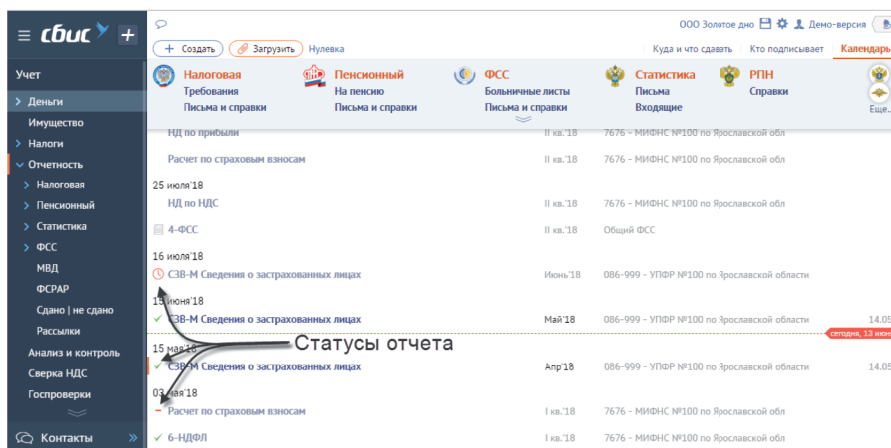 сбис
ООО Золотое дно Демо-версия
+ Создать Загрузить Нулевка Куда и что сдавать Кто подписывает Календарь
Учет
Деньги
Имущество
Налоги
Отчетность
Налоговая
Пенсионный
Статистика
ФСС
МВД
ФСРАР
Сдано | не сдано
Рассылки
Анализ и контроль
Сверка НДС
Госпроверки
Контакты
Налоговая Пенсионный ФСС Статистика РПН
Требования На пенсию Больничные листы Письма Справки
Письма и справки Письма и справки Письма и справки Входящие Еще..
НД по прибыли II кв.'18 7676 - МИФНС №100 по Ярославской обл
Расчет по страховым взносам II кв.'18 7676 - МИФНС №100 по Ярославской обл
25 июля'18
НД по НДС II кв.'18 7676 - МИФНС №100 по Ярославской обл
4-ФСС II кв.'18 Общий ФСС
16 июля'18
СЗВ-М Сведения о застрахованных лицах Июнь'18 086-999 - УПФР №100 по Ярославской области
15 июня'18
СЗВ-М Сведения о застрахованных лицах Май'18 086-999 - УПФР №100 по Ярославской области 14.05
сегодня, 13 июн
Статусы отчета
15 мая'18
СЗВ-М Сведения о застрахованных лицах Апр'18 086-999 - УПФР №100 по Ярославской области 14.05
03 мая'18
Расчет по страховым взносам I кв.'18 7676 - МИФНС №100 по Ярославской обл
6-НДФЛ I кв.'18 7676 - МИФНС №100 по Ярославской обл